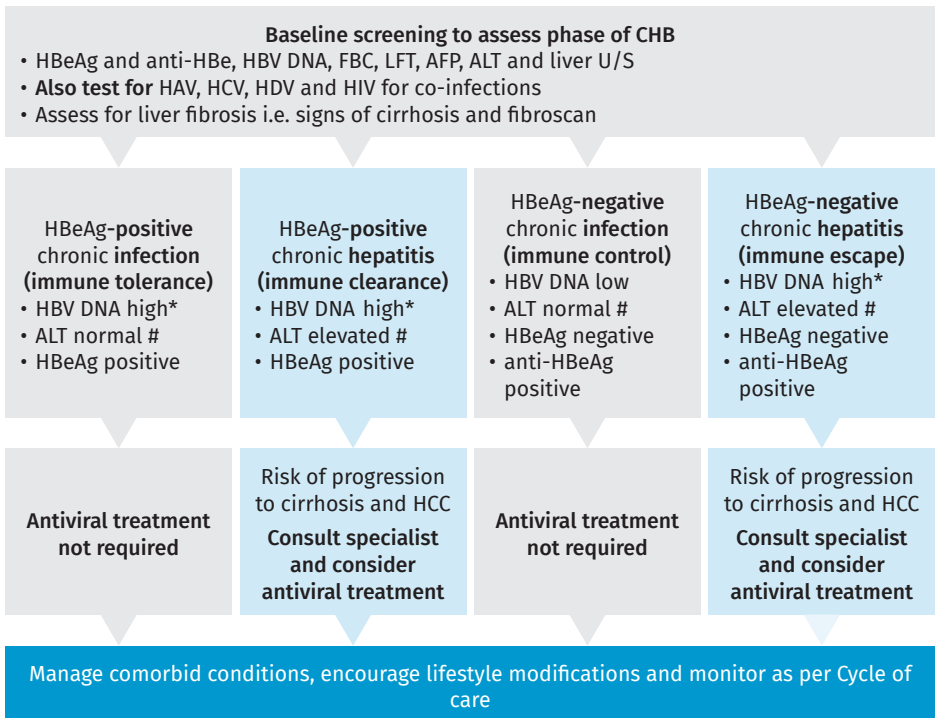 Baseline screening to assess phase of CHB
• HBeAg and anti-HBe, HBV DNA, FBC, LFT, AFP, ALT and liver U/S
• Also test for HAV, HCV, HDV and HIV for co-infections
• Assess for liver fibrosis i.e. signs of cirrhosis and fibroscan
HBeAg-positive
chronic infection
(immune tolerance)
• HBV DNA high*
• ALT normal #
• HBeAg positive
HBeAg-positive
chronic hepatitis
(immune clearance)
• HBV DNA high*
• ALT elevated #
• HBeAg positive
HBeAg-negative
chronic infection
(immune control)
• HBV DNA low
• ALT normal #
• HBeAg negative
• anti-HBeAg
positive
HBeAg-negative
chronic hepatitis
(immune escape)
• HBV DNA high*
• ALT elevated #
• HBeAg negative
• anti-HBeAg
positive
Antiviral treatment
not required
Risk of progression
to cirrhosis and HCC
Consult specialist
and consider
antiviral treatment
Antiviral treatment
not required
Risk of progression
to cirrhosis and HCC
Consult specialist
and consider
antiviral treatment
Manage comorbid conditions, encourage lifestyle modifications and monitor as per Cycle of
care